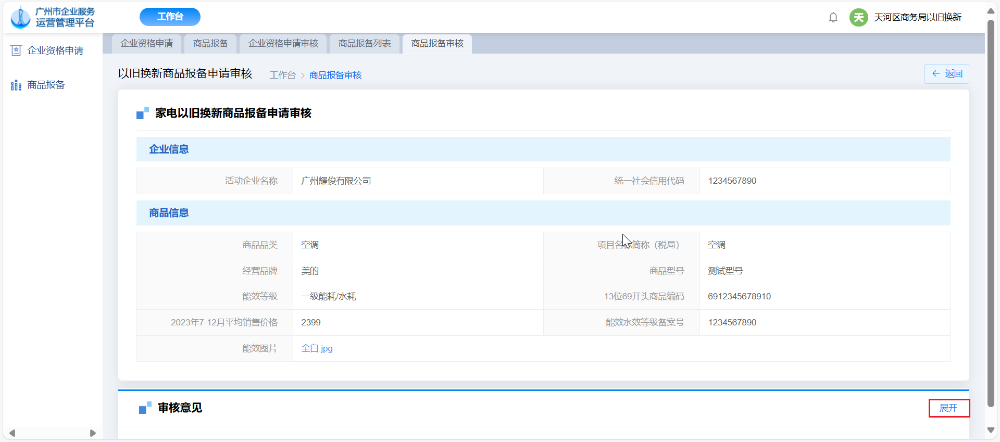 广州市企业服务
运营管理平台
工作台
天
天河区商务局以旧换新
企业资格申请
商品报备
企业资格申请
商品报备
企业资格申请审核
商品报备列表
商品报备审核
以旧换新商品报备申请审核
工作台 > 商品报备审核
← 返回
家电以旧换新商品报备申请审核
企业信息
活动企业名称 广州耀俊有限公司 统一社会信用代码 1234567890
商品信息
商品品类 空调 项目名称简称（税局） 空调
经营品牌 美的 商品型号 测试型号
能效等级 一级能耗/水耗 13位69开头商品编码 6912345678910
2023年7-12月平均销售价格 2399 能效水效等级备案号 1234567890
能效图片 全白.jpg
审核意见
展开